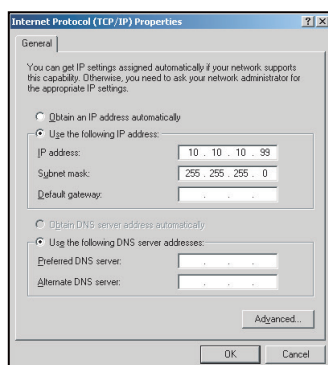 Internet Protocol (TCP/IP) Properties
General
You can get IP settings assigned automatically if your network supports
this capability. Otherwise, you need to ask your network administrator for
the appropriate IP settings.
Obtain an IP address automatically
Use the following IP address:
IP address: 10 . 10 . 10 . 99
Subnet mask: 255 . 255 . 255 . 0
Default gateway: . . .
Obtain DNS server address automatically
Use the following DNS server addresses:
Preferred DNS server: . . .
Alternate DNS server: . . .
Advanced...
OK Cancel